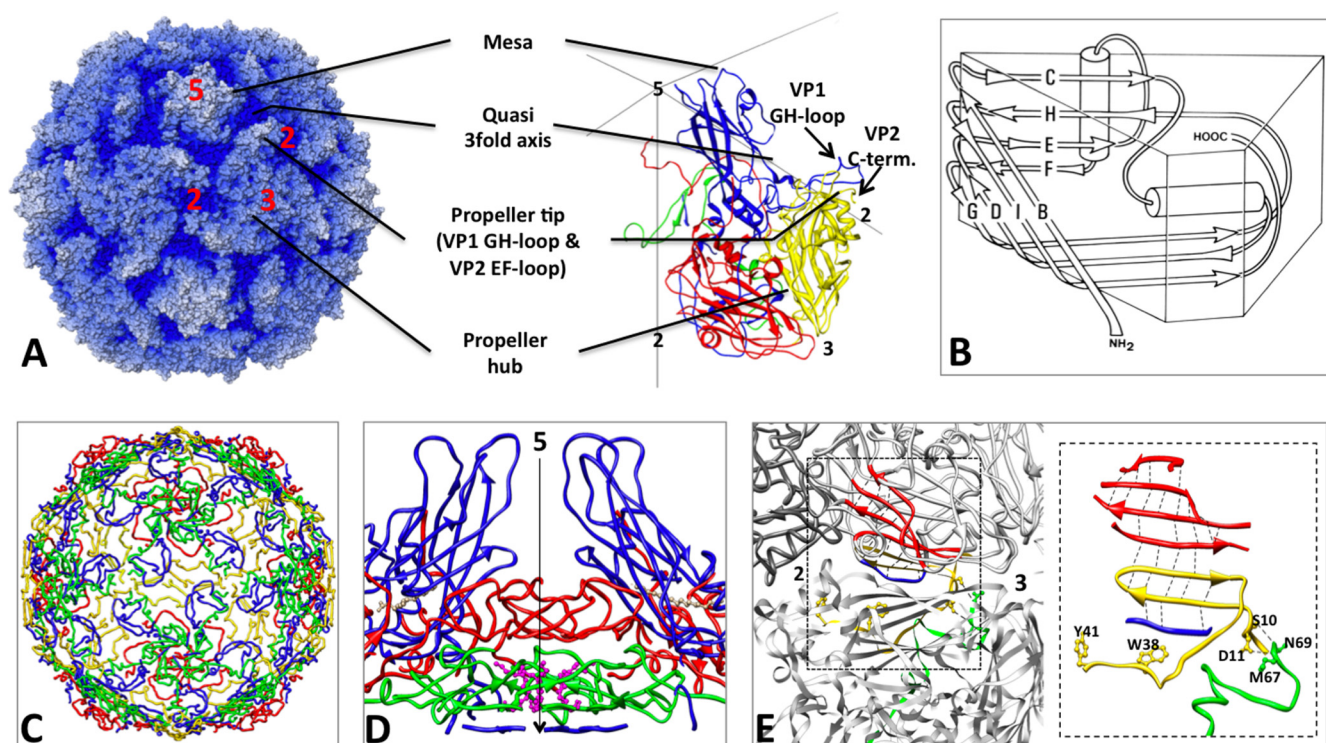 A
5
2
2
3
Mesa
Quasi
3fold axis
Propeller tip
(VP1 GH-loop &
VP2 EF-loop)
Propeller
hub
5
VP1
GH-loop
VP2
C-term.
2
2
3
B
C
H
E
F
G D I B
HOOC
NH2
C
D
5
E
2
3
Y41
W38
D11
S10
N69
M67